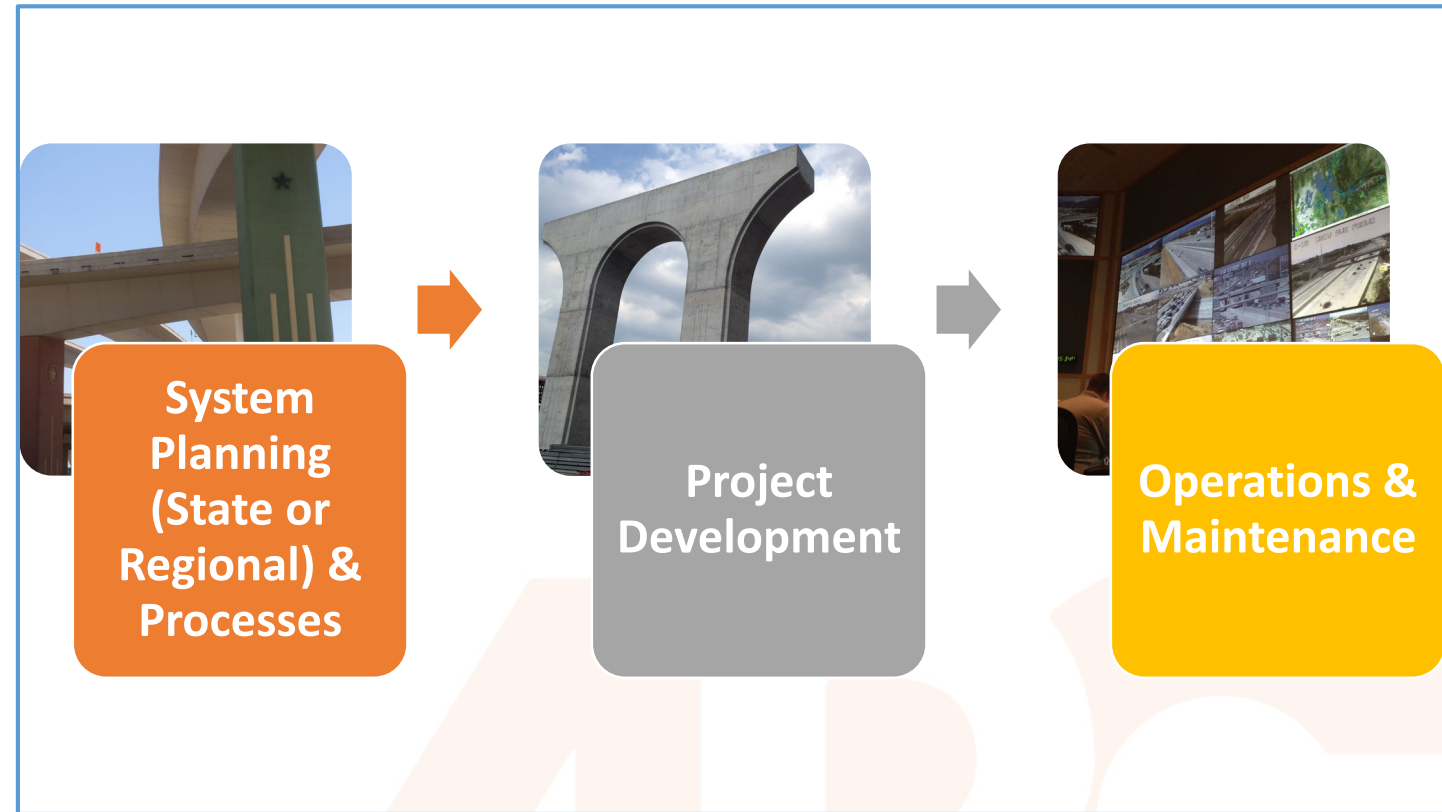 System
Planning
(State or
Regional) &
Processes
Project
Development
Operations &
Maintenance